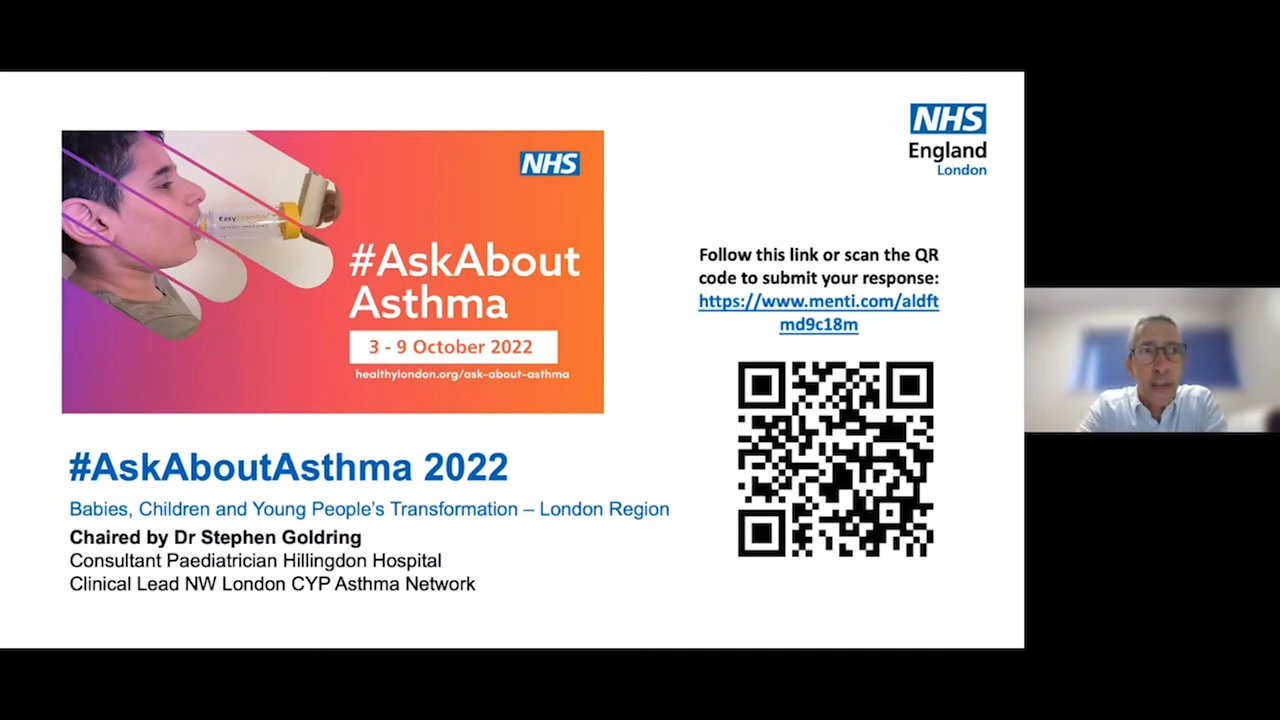 NHS
England
London
NHS
EasyChamber
#AskAbout
Asthma
3 - 9 October 2022
healthylondon.org/ask-about-asthma
Follow this link or scan the QR
code to submit your response:
https://www.menti.com/aldft
md9c18m
#AskAboutAsthma 2022
Babies, Children and Young People's Transformation – London Region
Chaired by Dr Stephen Goldring
Consultant Paediatrician Hillingdon Hospital
Clinical Lead NW London CYP Asthma Network